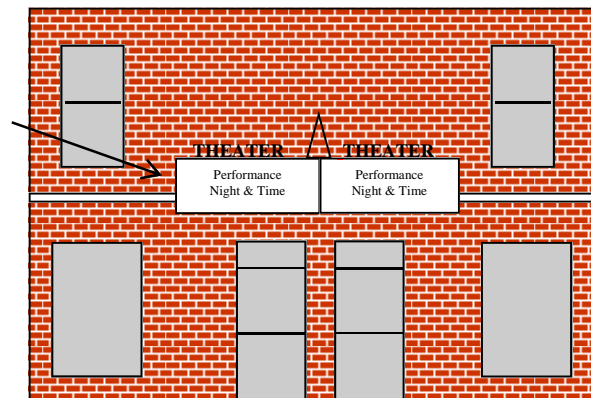 THEATER THEATER
Performance
Night & Time
Performance
Night & Time